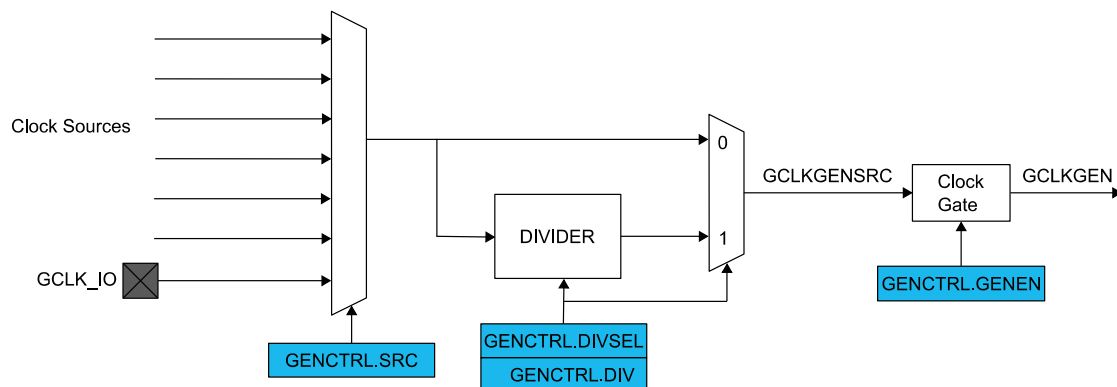 Clock Sources
GCLK_IO
GENCTRL.SRC
DIVIDER
GENCTRL.DIVSEL
GENCTRL.DIV
0
1
GCLKGENSRC
Clock
Gate
GCLKGEN
GENCTRL.GENEN